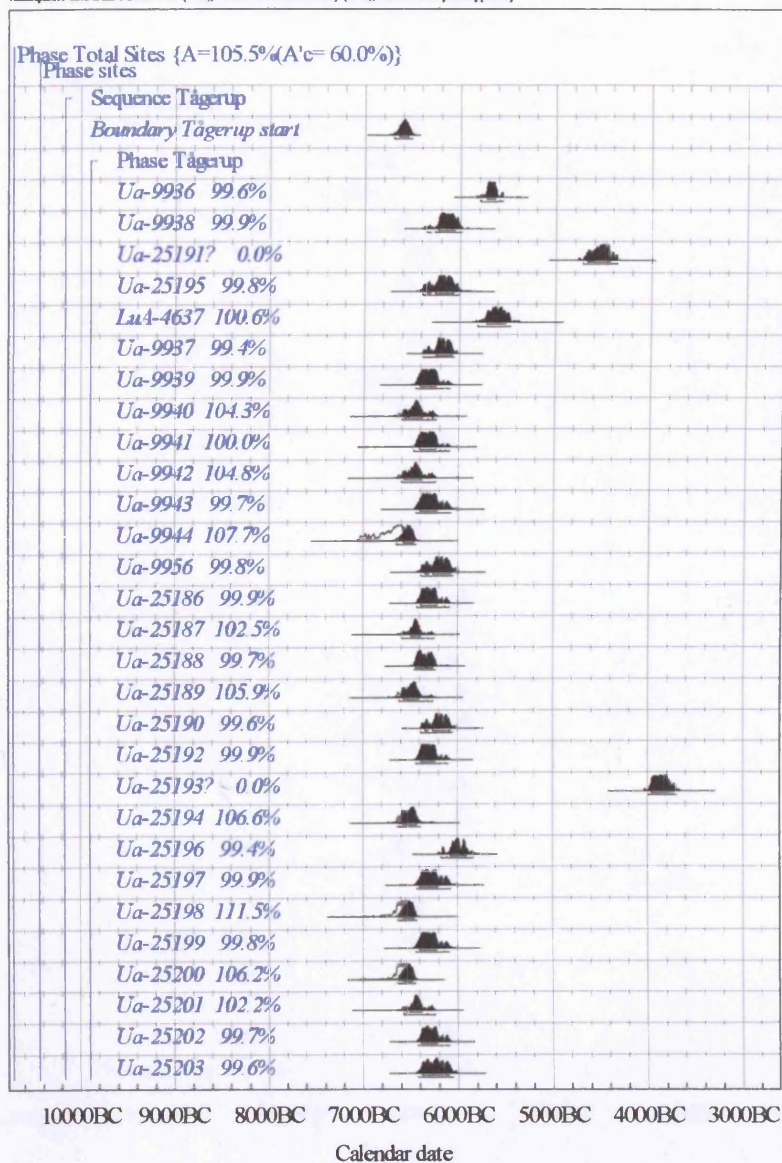 Phase Total Sites {A=105.5%(A'c= 60.0%)}
Phase sites
Sequence Tågerup
Boundary Tågerup start
Phase Tågerup
Ua-9936 99.6%
Ua-9938 99.9%
Ua-25191? 0.0%
Ua-25195 99.8%
LuA-4637 100.6%
Ua-9937 99.4%
Ua-9939 99.9%
Ua-9940 104.3%
Ua-9941 100.0%
Ua-9942 104.8%
Ua-9943 99.7%
Ua-9944 107.7%
Ua-9956 99.8%
Ua-25186 99.9%
Ua-25187 102.5%
Ua-25188 99.7%
Ua-25189 105.9%
Ua-25190 99.6%
Ua-25192 99.9%
Ua-25193? 0.0%
Ua-25194 106.6%
Ua-25196 99.4%
Ua-25197 99.9%
Ua-25198 111.5%
Ua-25199 99.8%
Ua-25200 106.2%
Ua-25201 102.2%
Ua-25202 99.7%
Ua-25203 99.6%
10000BC 9000BC 8000BC 7000BC 6000BC 5000BC 4000BC 3000BC
Calendar date